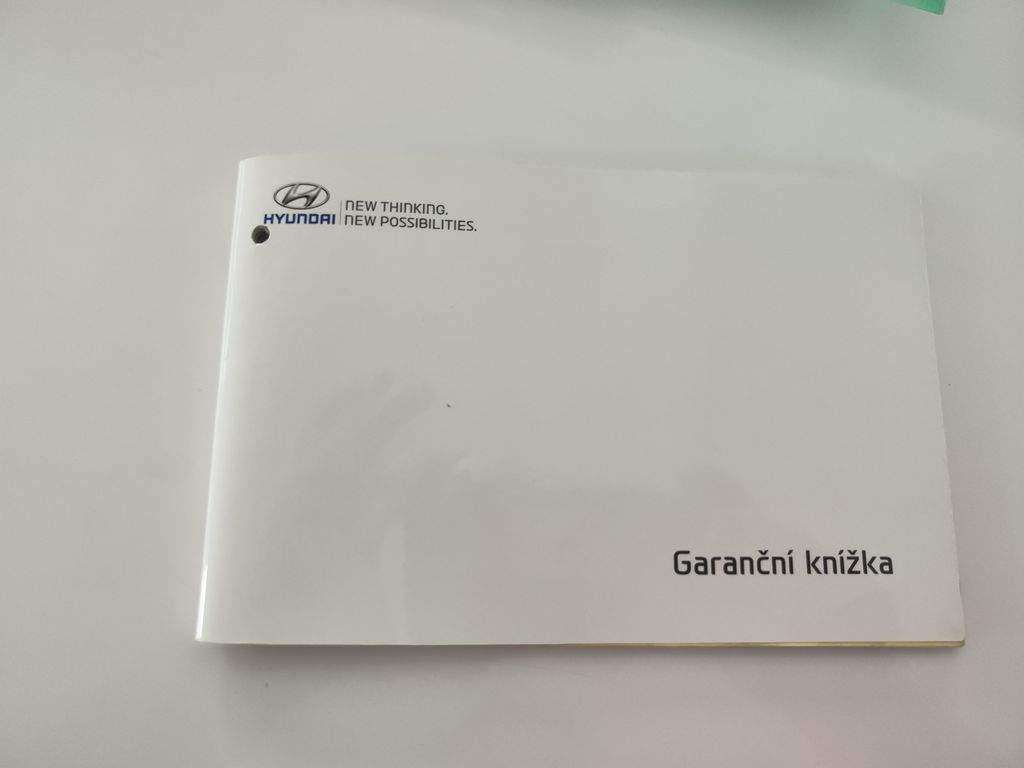 HYUNDAI
NEW THINKING.
NEW POSSIBILITIES.
Garanční knížka